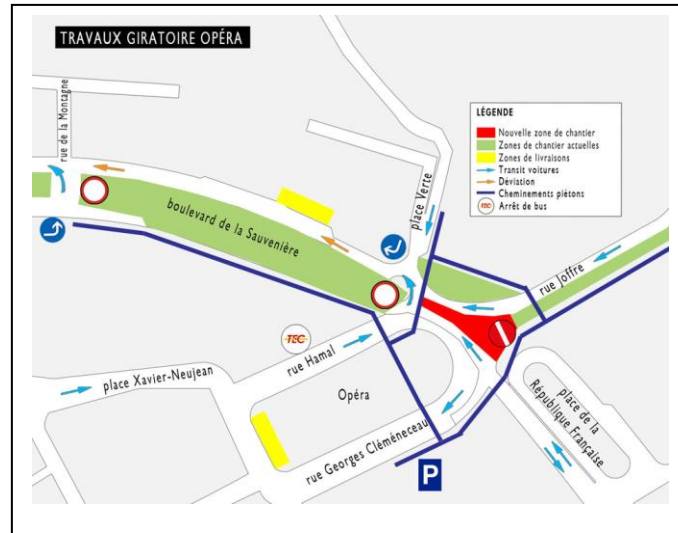 TRAVAUX GIRATOIRE OPÉRA
rue de la Montagne
LÉGENDE
Nouvelle zone de chantier
Zones de chantier actuelles
Zones de livraisons
Transit voitures
Déviation
Cheminements piétons
TEC Arrêt de bus
boulevard de la Sauvenière
place Verte
rue Joffre
TEC
rue Hamal
place Xavier-Neujean
Opéra
place de la
République Française
rue Georges Cléméneceau
P